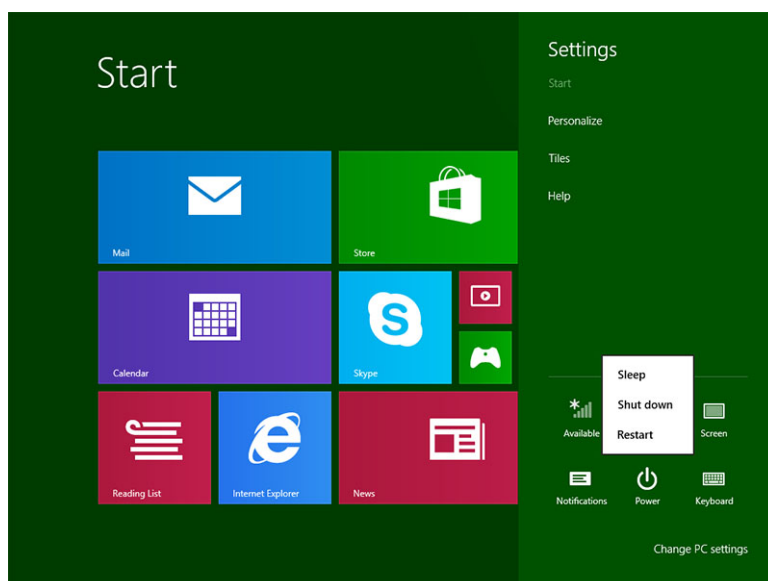 Start
Mail
Store
Calendar
Skype
Reading List
Internet Explorer
News
Settings
Start
Personalize
Tiles
Help
Sleep
Shut down
Restart
Available
Screen
Notifications
Power
Keyboard
Change PC settings